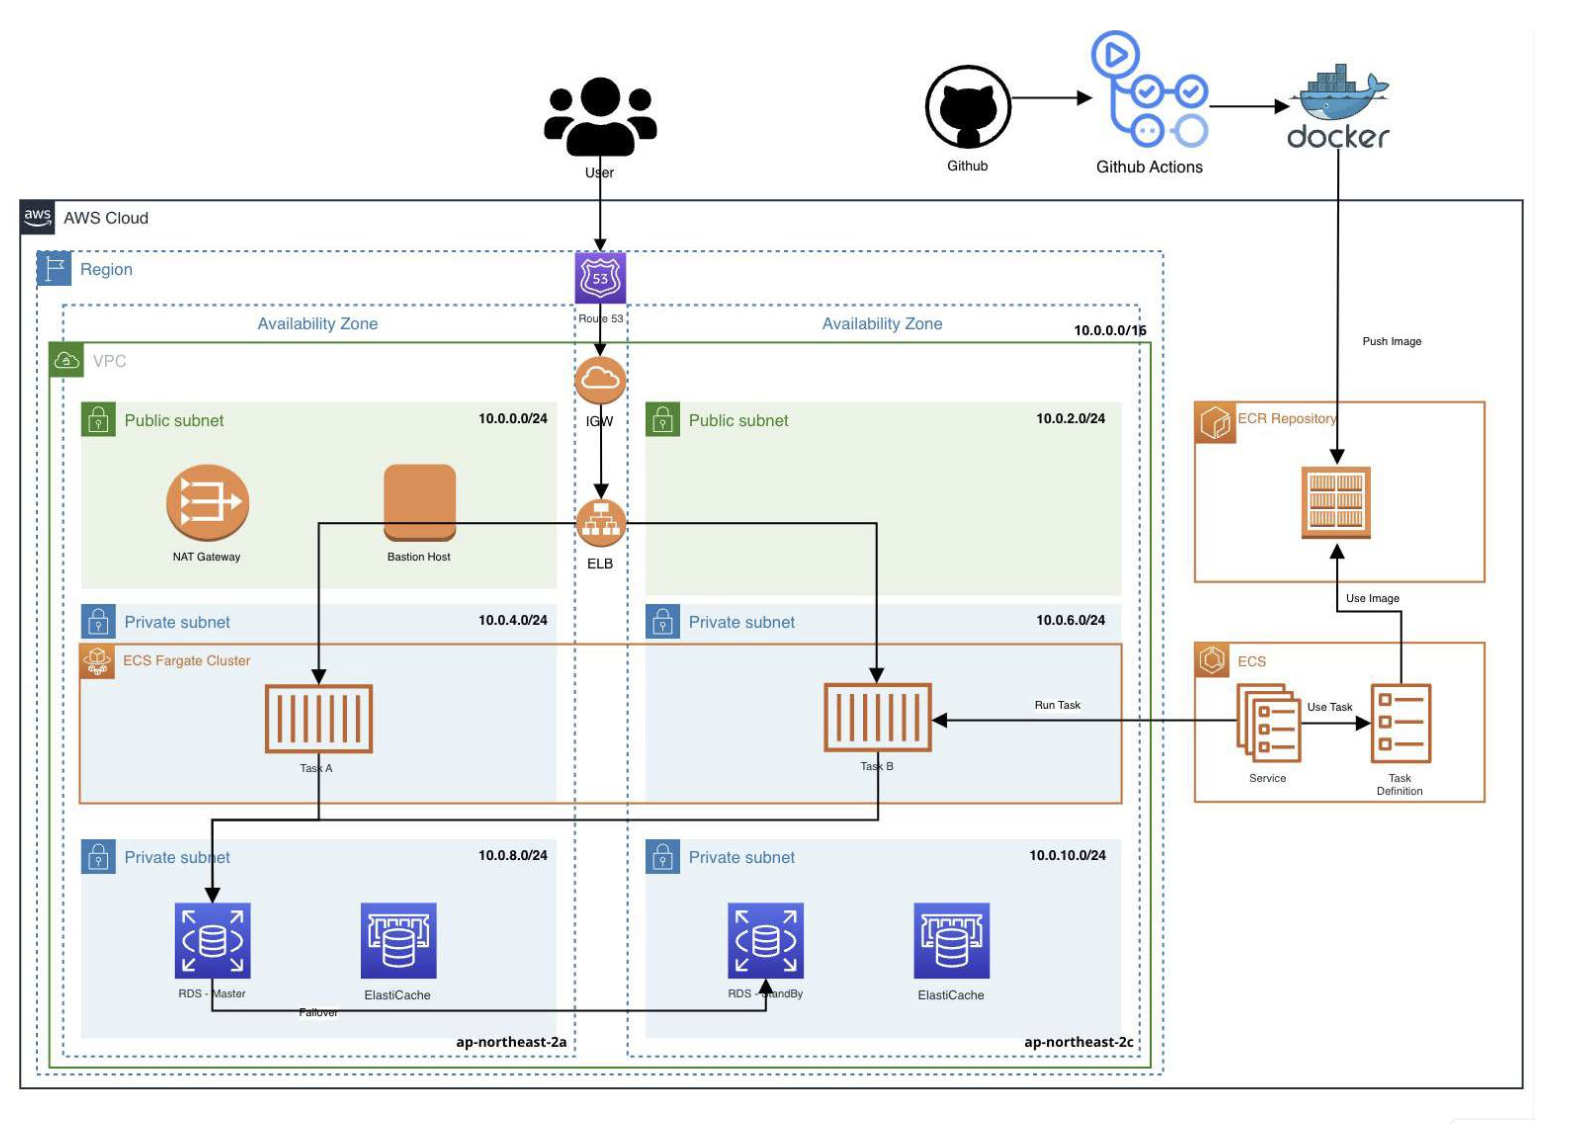 User
Github
Github Actions
docker
aws
AWS Cloud
Region
53
Route 53
Availability Zone
Availability Zone
10.0.0.0/16
VPC
Push Image
IGW
Public subnet
10.0.0.0/24
Public subnet
10.0.2.0/24
ECR Repository
NAT Gateway
Bastion Host
ELB
Use Image
Private subnet
10.0.4.0/24
Private subnet
10.0.6.0/24
ECS Fargate Cluster
ECS
Run Task
Use Task
Task A
Task B
Service
Task
Definition
Private subnet
10.0.8.0/24
Private subnet
10.0.10.0/24
RDS - Master
ElastiCache
RDS - StandBy
ElastiCache
Failover
ap-northeast-2a
ap-northeast-2c